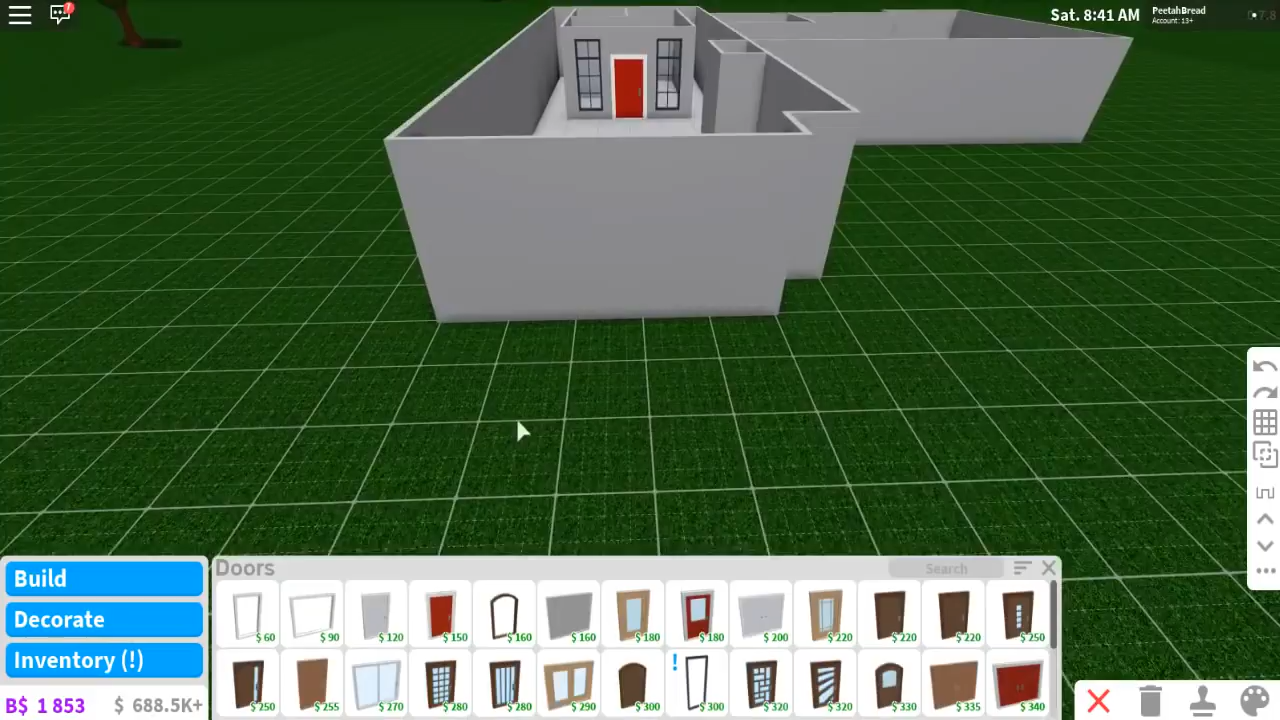 Sat. 8:41 AM
PeetahBread
Account: 13+
Build
Decorate
Inventory (!)
B$ 1 853
$ 688.5K+
Doors
Search
$ 60
$ 90
$ 120
$ 150
$ 160
$ 160
$ 180
$ 180
$ 200
$ 220
$ 220
$ 220
$ 250
$ 250
$ 255
$ 270
$ 280
$ 280
$ 290
$ 300
!
$ 300
$ 320
$ 320
$ 330
$ 335
$ 340